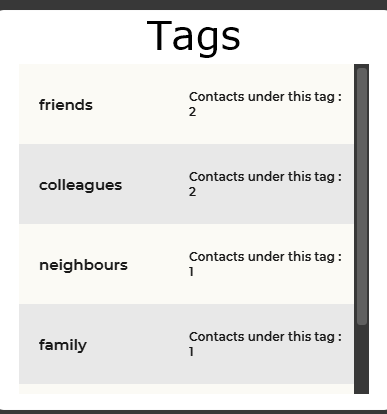 Tags
friends
Contacts under this tag :
2
colleagues
Contacts under this tag :
2
neighbours
Contacts under this tag :
1
family
Contacts under this tag :
1